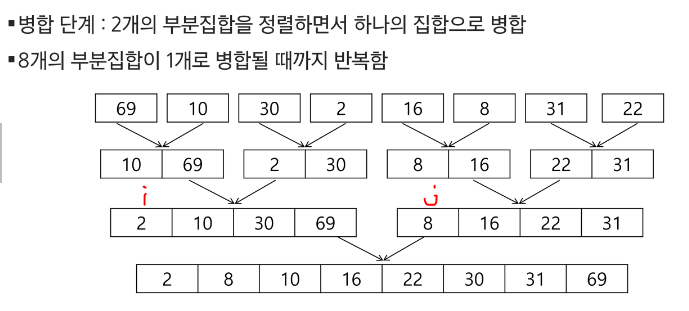 ▪병합 단계 : 2개의 부분집합을 정렬하면서 하나의 집합으로 병합
▪8개의 부분집합이 1개로 병합될 때까지 반복함
69 10 30 2 16 8 31 22
10 69 2 30 8 16 22 31
i j
2 10 30 69 8 16 22 31
2 8 10 16 22 30 31 69